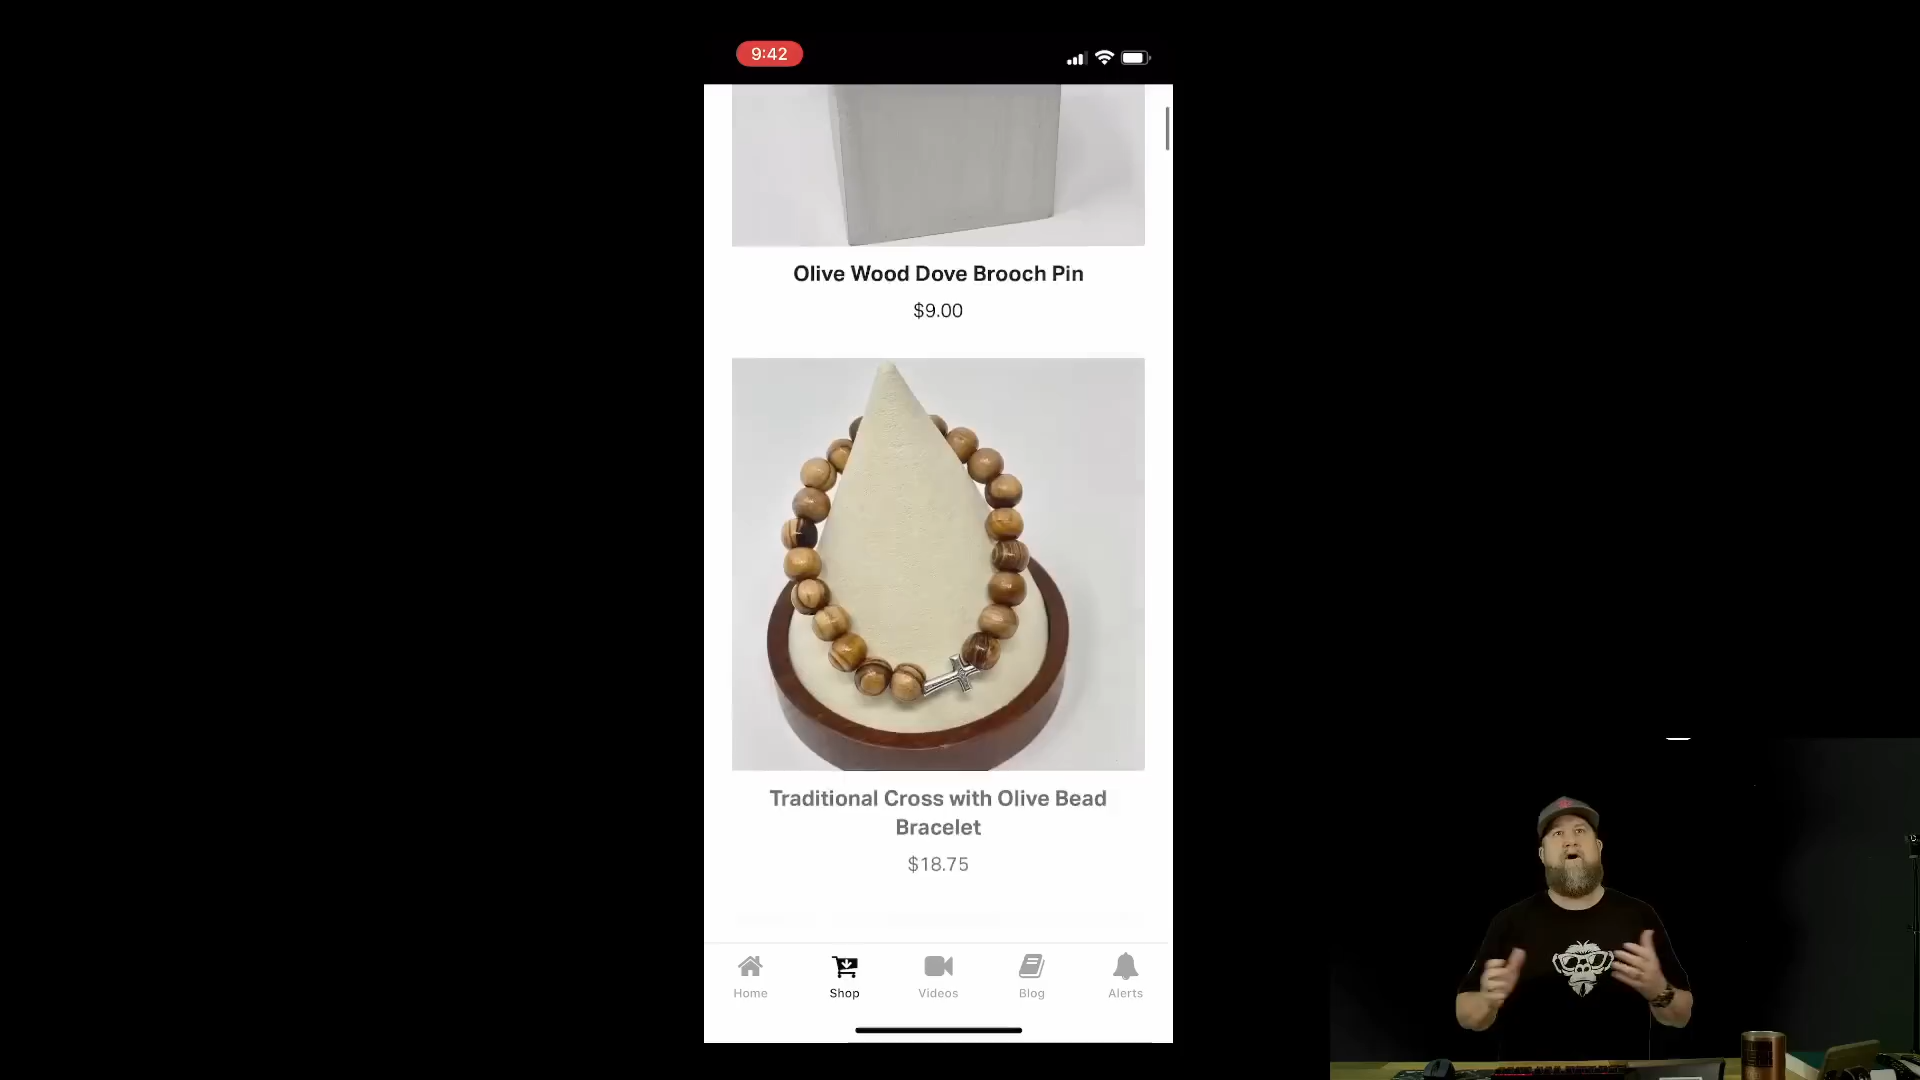 9:42
Olive Wood Dove Brooch Pin
$9.00
Traditional Cross with Olive Bead
Bracelet
$18.75
Home
Shop
Videos
Blog
Alerts